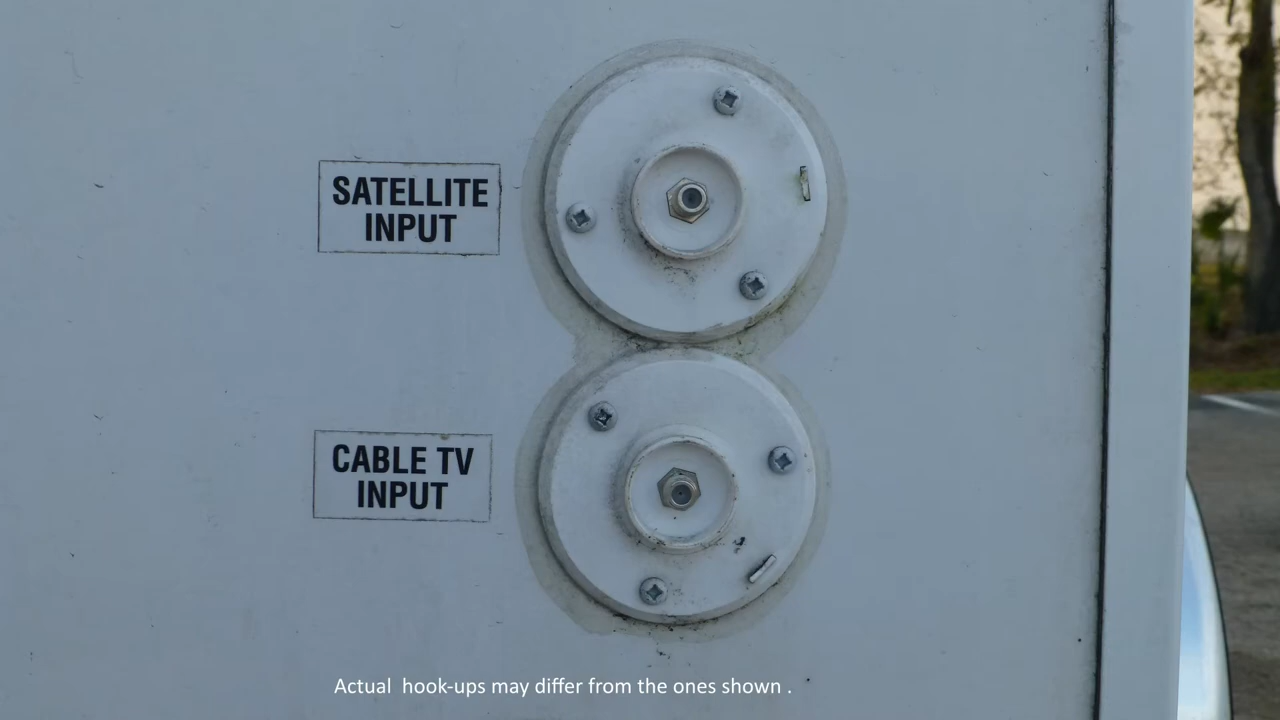 SATELLITE
INPUT
CABLE TV
INPUT
Actual hook-ups may differ from the ones shown .